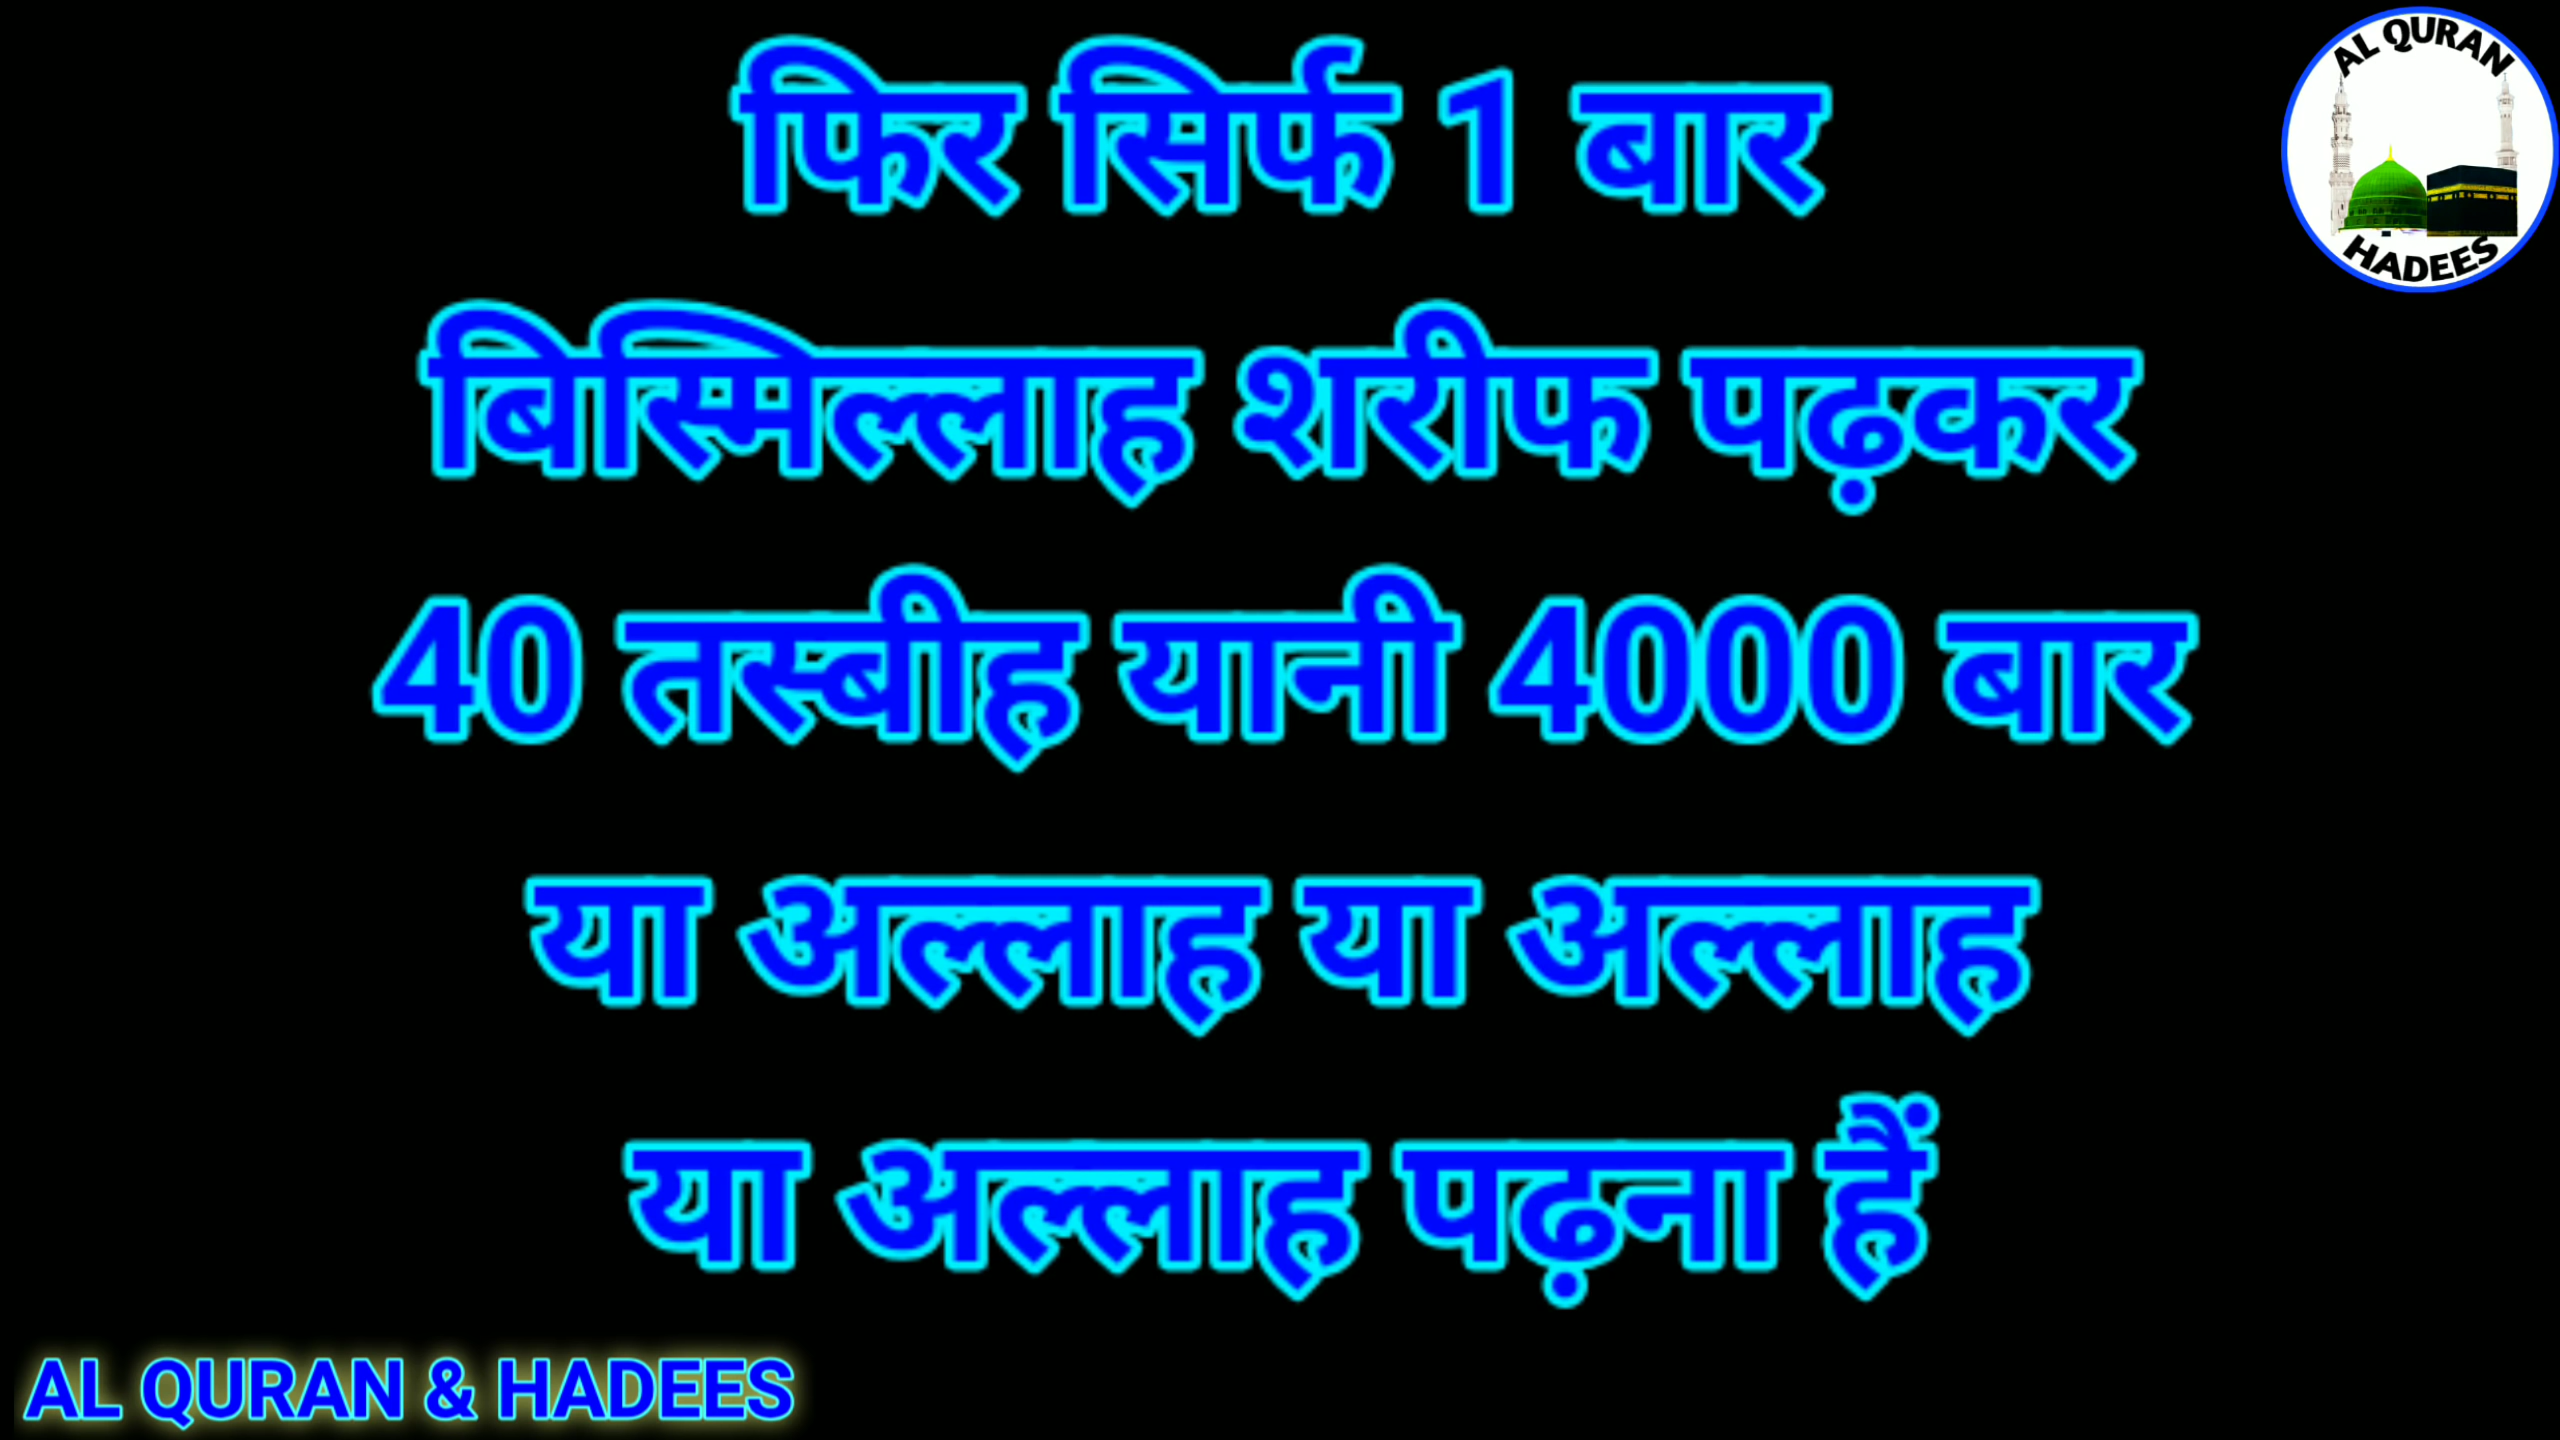 फिर सिर्फ 1 बार
बिस्मिल्लाह शरीफ पढ़कर
40 तस्बीह यानी 4000 बार
या अल्लाह या अल्लाह
या अल्लाह पढ़ना हैं
AL QURAN
HADEES
AL QURAN & HADEES